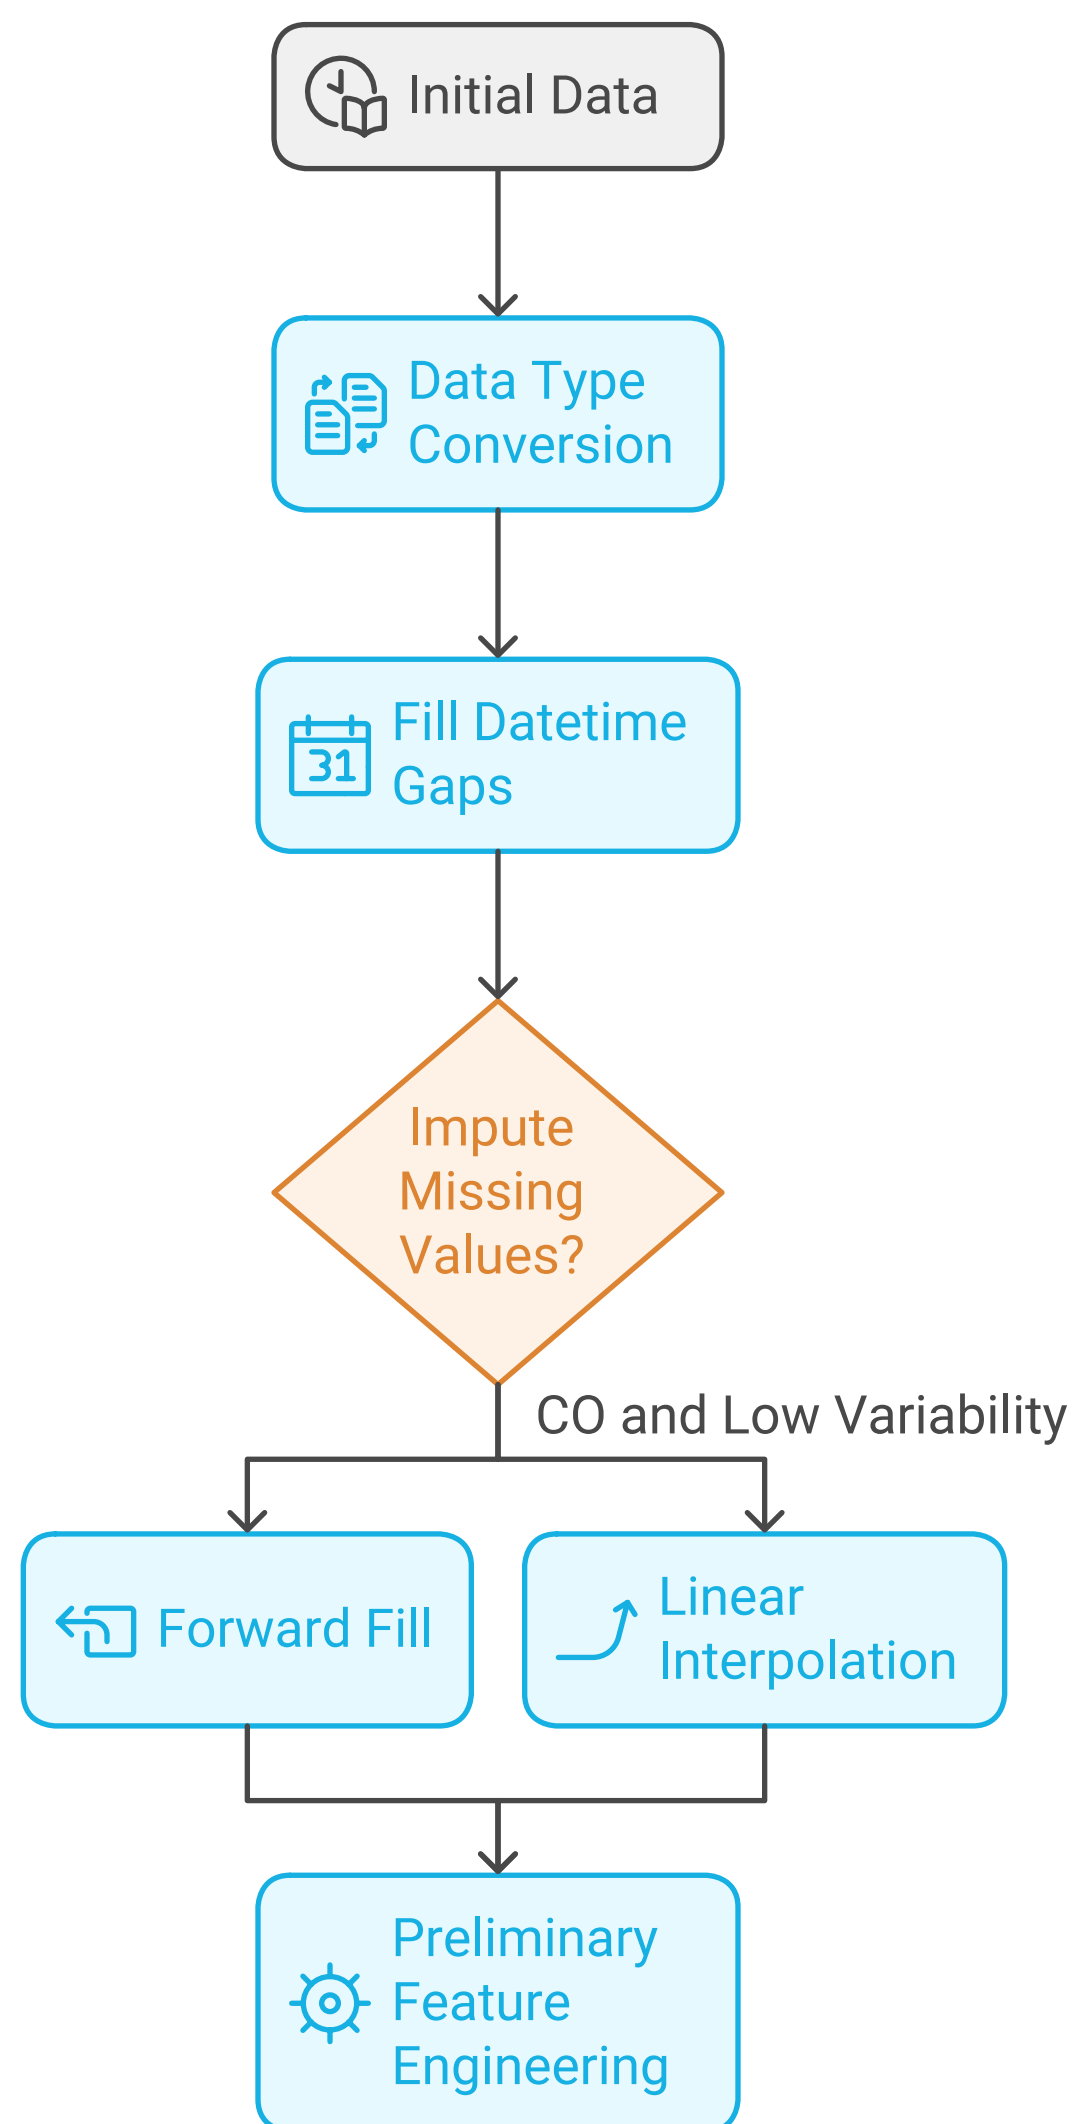 Initial Data
Data Type
Conversion
31
Fill Datetime
Gaps
Impute
Missing
Values?
CO and Low Variability
Forward Fill
Linear
Interpolation
Preliminary
Feature
Engineering